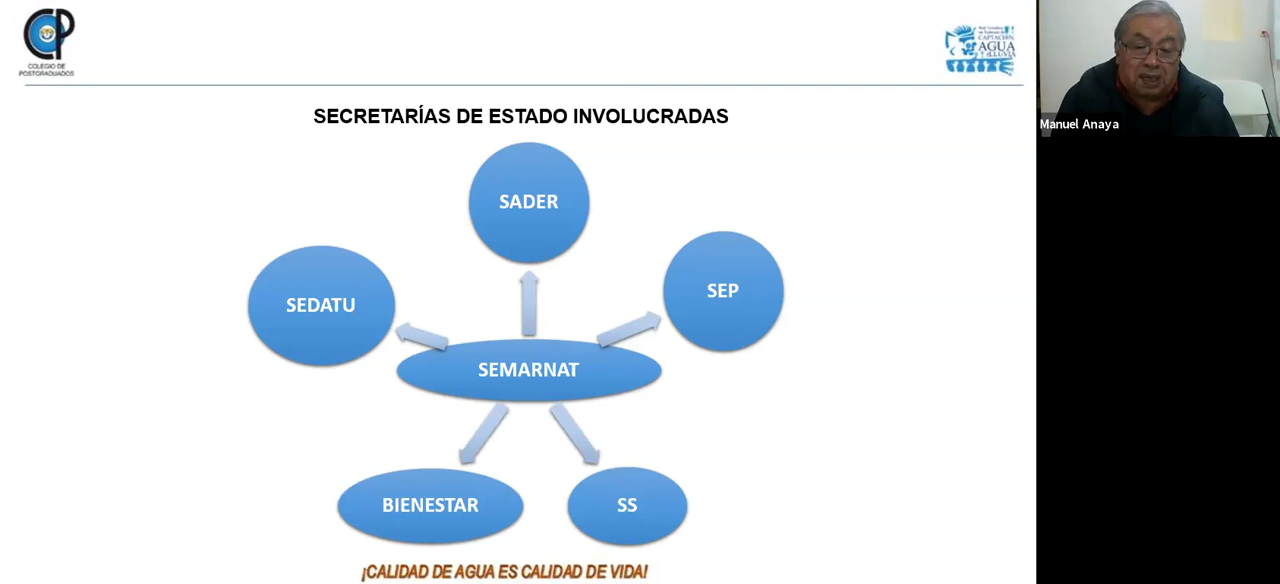 COLEGIO DE
POSTGRADUADOS
CAPTACIÓN
AGUA
LLUVIA
Manuel Anaya
SECRETARÍAS DE ESTADO INVOLUCRADAS
SADER
SEDATU
SEP
SEMARNAT
BIENESTAR
SS
¡CALIDAD DE AGUA ES CALIDAD DE VIDA!